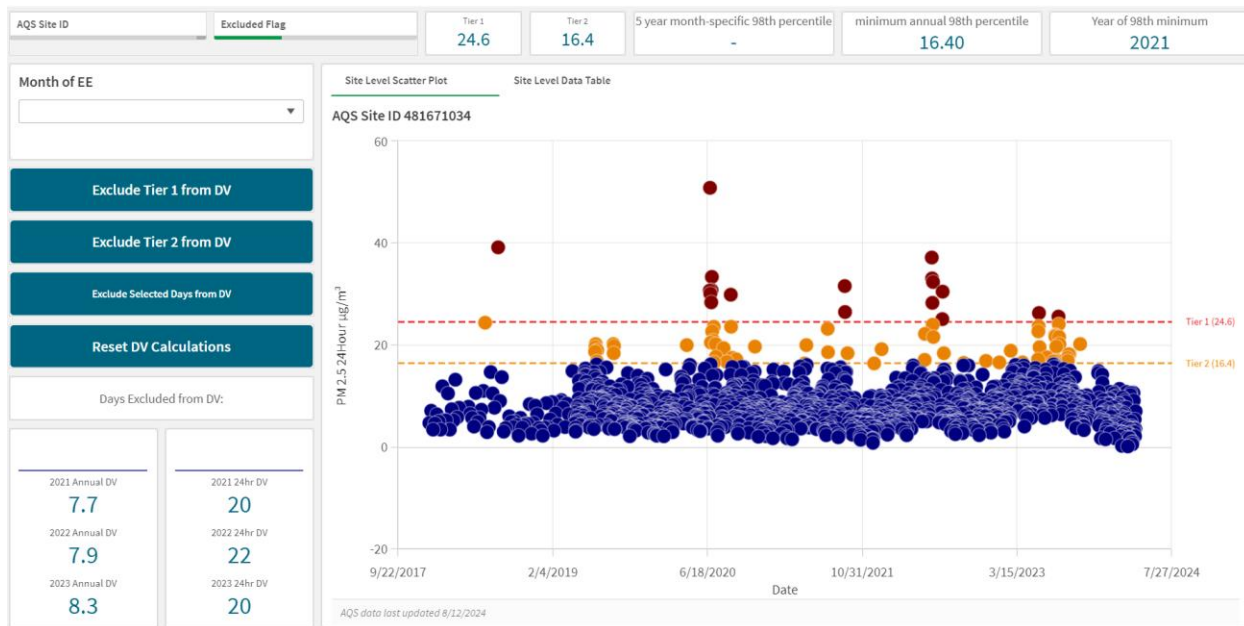 AQS Site ID
Excluded Flag
Tier 1
24.6
Tier 2
16.4
5 year month-specific 98th percentile
-
minimum annual 98th percentile
16.40
Year of 98th minimum
2021
Month of EE
Exclude Tier 1 from DV
Exclude Tier 2 from DV
Exclude Selected Days from DV
Reset DV Calculations
Days Excluded from DV:
2021 Annual DV
7.7
2022 Annual DV
7.9
2023 Annual DV
8.3
2021 24hr DV
20
2022 24hr DV
22
2023 24hr DV
20
Site Level Scatter Plot
Site Level Data Table
AQS Site ID 481671034
PM 2.5 24Hour µg/m³
60
40
20
0
-20
Tier 1 (24.6)
Tier 2 (16.4)
9/22/2017
2/4/2019
6/18/2020
10/31/2021
3/15/2023
7/27/2024
Date
AQS data last updated 8/12/2024